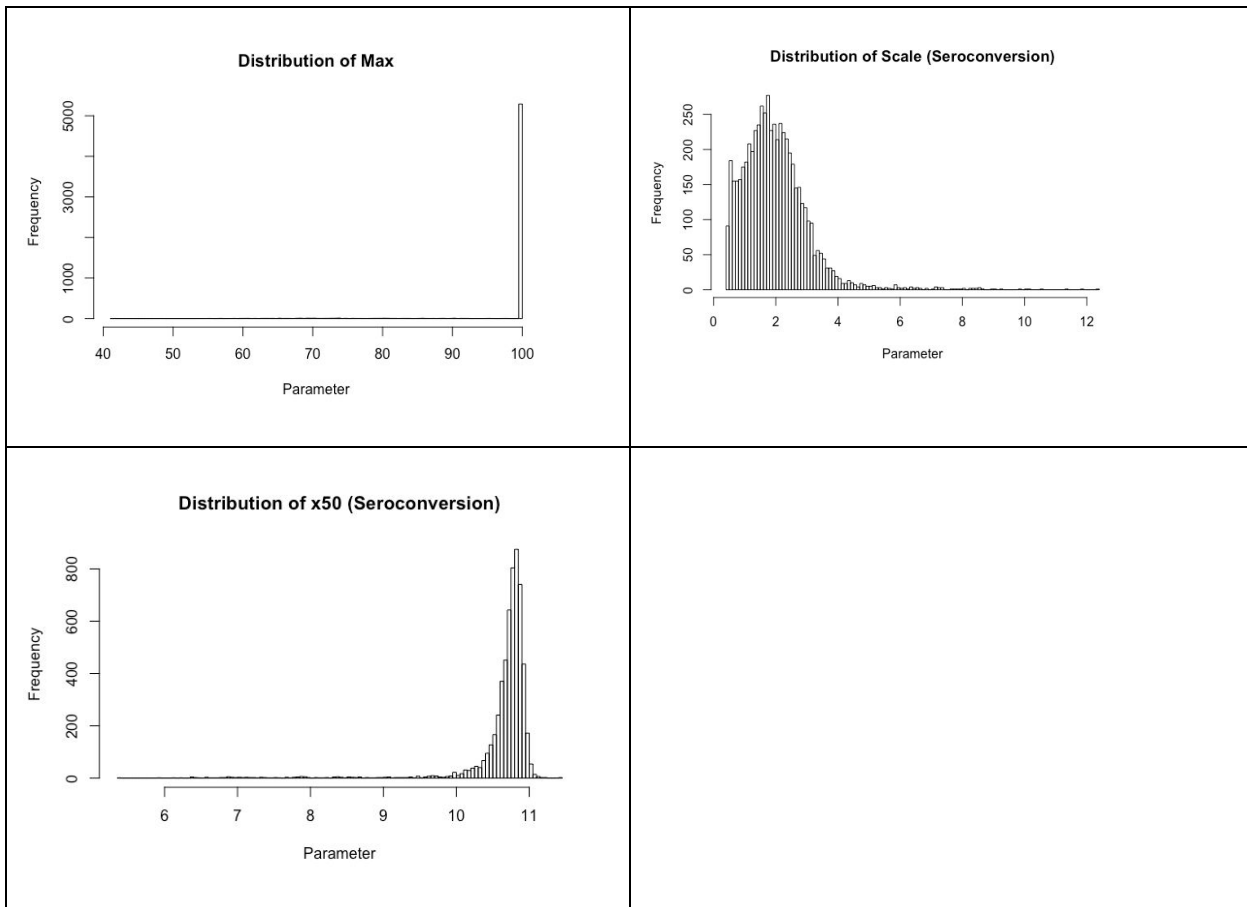 Distribution of Max
Frequency
5000
3000
1000
0
40 50 60 70 80 90 100
Parameter
Distribution of Scale (Seroconversion)
Frequency
250
200
150
100
50
0
0 2 4 6 8 10 12
Parameter
Distribution of x50 (Seroconversion)
Frequency
800
600
400
200
0
6 7 8 9 10 11
Parameter